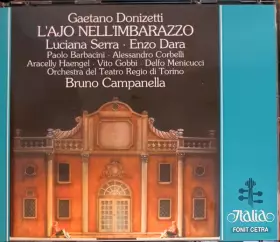 Gaetano Donizetti
L'AJO NELL'IMBARAZZO
Luciana Serra · Enzo Dara
Paolo Barbacini · Alessandro Corbelli
Aracelly Haengel · Vito Gobbi · Delfo Menicucci
Orchestra del Teatro Regio di Torino
Bruno Campanella
Italia
FONIT CETRA